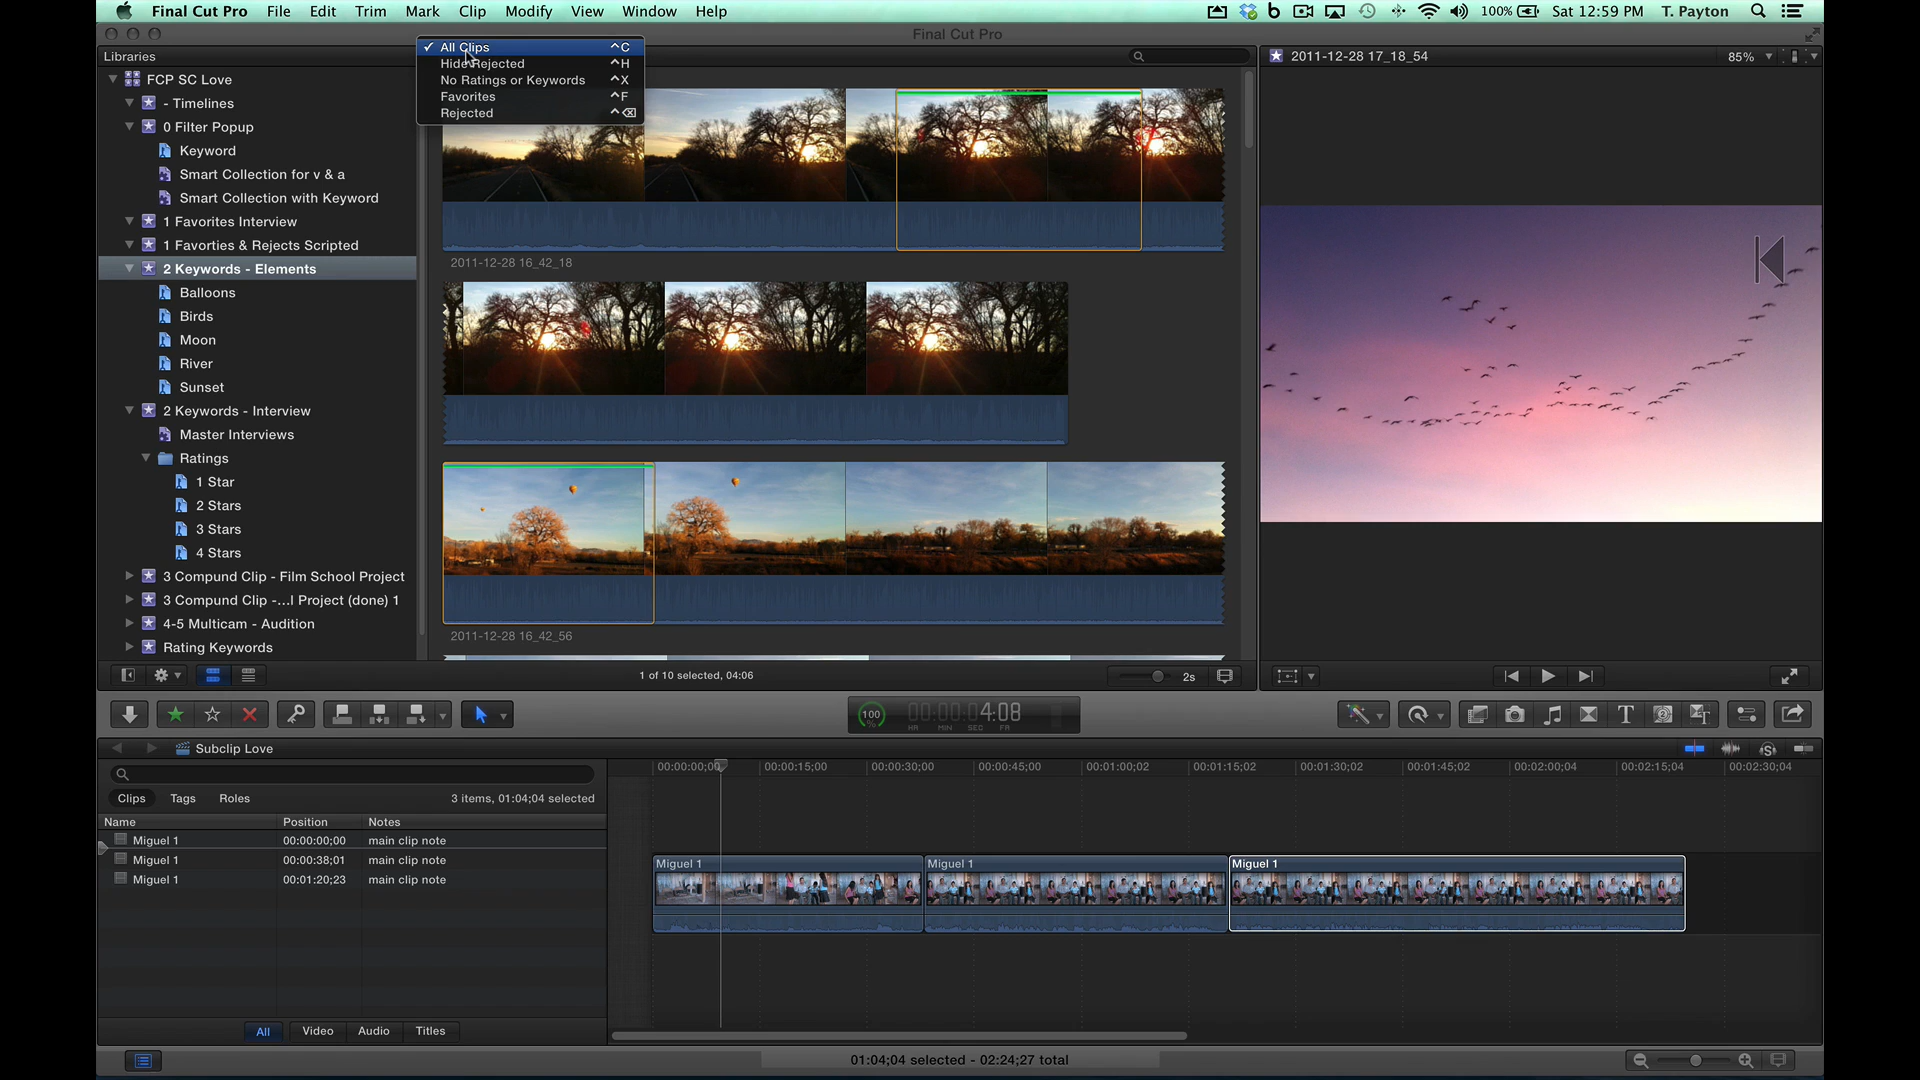 Final Cut Pro File Edit Trim Mark Clip Modify View Window Help
100% Sat 12:59 PM T. Payton
Final Cut Pro
Libraries
FCP SC Love
- Timelines
0 Filter Popup
Keyword
Smart Collection for v & a
Smart Collection with Keyword
1 Favorites Interview
1 Favorties & Rejects Scripted
2 Keywords - Elements
Balloons
Birds
Moon
River
Sunset
2 Keywords - Interview
Master Interviews
Ratings
1 Star
2 Stars
3 Stars
4 Stars
3 Compund Clip - Film School Project
3 Compund Clip -...l Project (done) 1
4-5 Multicam - Audition
Rating Keywords
✓ All Clips ^C
Hide Rejected ^H
No Ratings or Keywords ^X
Favorites ^F
Rejected ^⌫
2011-12-28 16_42_18
2011-12-28 16_42_56
1 of 10 selected, 04:06
2s
2011-12-28 17_18_54
85%
100 %
00:00:04:08
HR MIN SEC FR
Subclip Love
Clips Tags Roles 3 items, 01:04;04 selected
Name Position Notes
Miguel 1 00:00:00;00 main clip note
Miguel 1 00:00:38;01 main clip note
Miguel 1 00:01:20;23 main clip note
All Video Audio Titles
00:00:00;00 00:00:15;00 00:00:30;00 00:00:45;00 00:01:00;02 00:01:15;02 00:01:30;02 00:01:45;02 00:02:00;04 00:02:15;04 00:02:30;04
Miguel 1 Miguel 1 Miguel 1
01:04;04 selected - 02:24;27 total